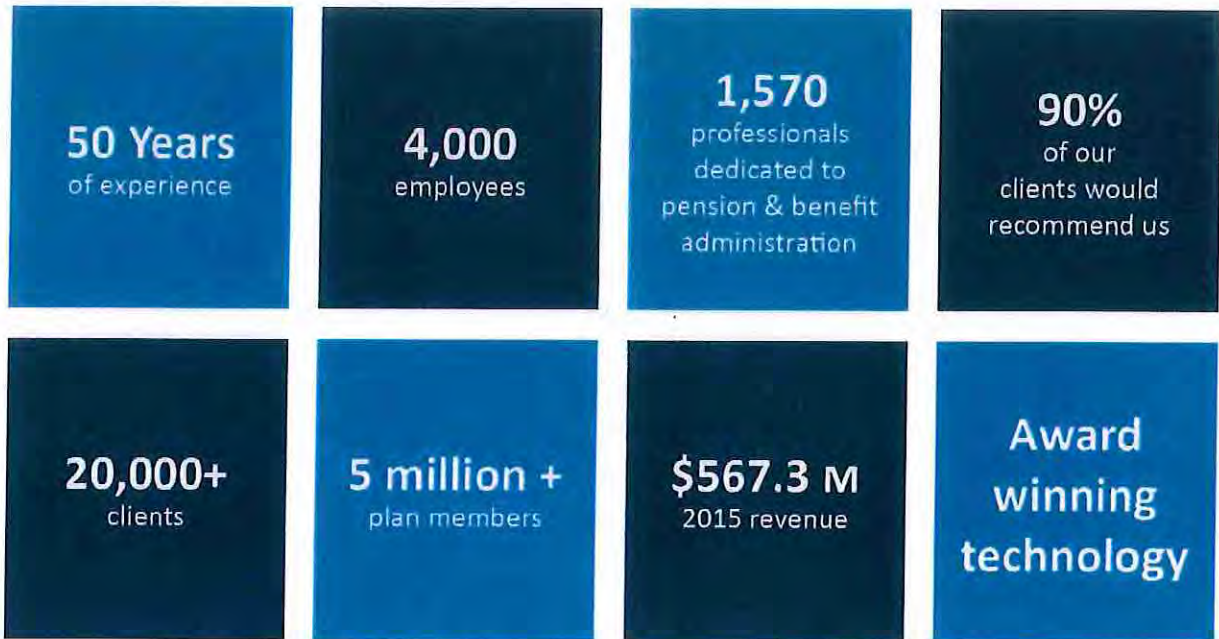 50 Years
of experience
4,000
employees
1,570
professionals
dedicated to
pension & benefit
administration
90%
of our
clients would
recommend us
20,000+
clients
5 million +
plan members
$567.3 M
2015 revenue
Award
winning
technology